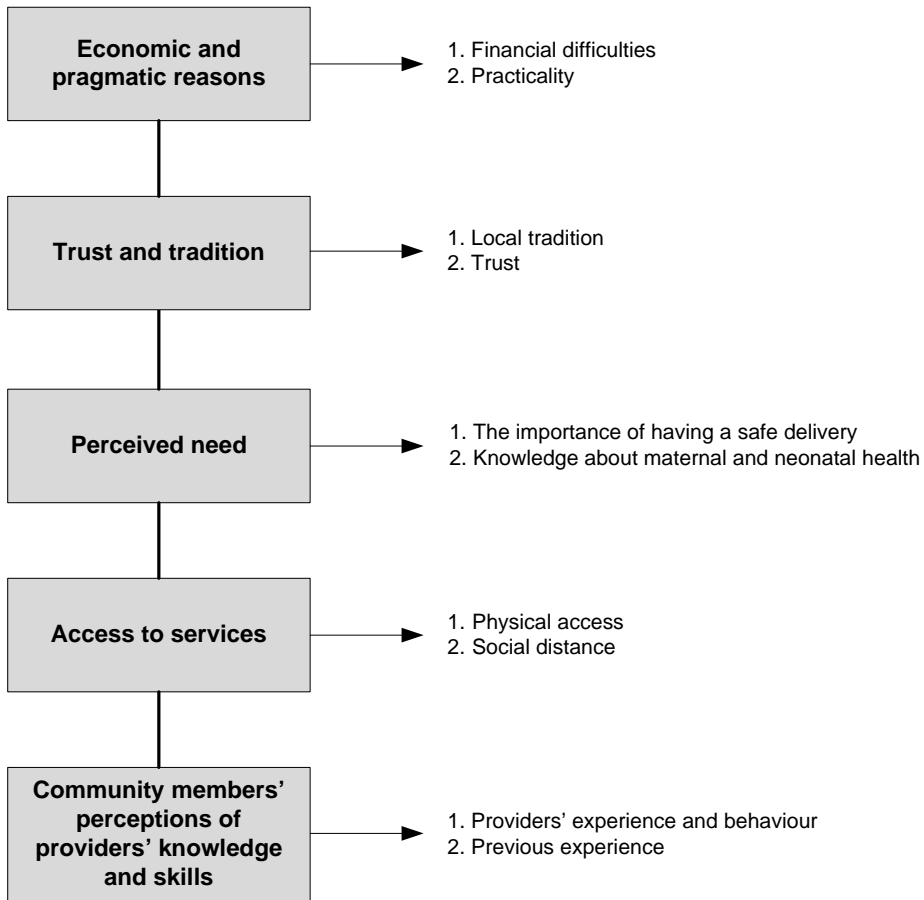 Economic and
pragmatic reasons
1. Financial difficulties
2. Practicality
Trust and tradition
1. Local tradition
2. Trust
Perceived need
1. The importance of having a safe delivery
2. Knowledge about maternal and neonatal health
Access to services
1. Physical access
2. Social distance
Community members’
perceptions of
providers’ knowledge
and skills
1. Providers’ experience and behaviour
2. Previous experience